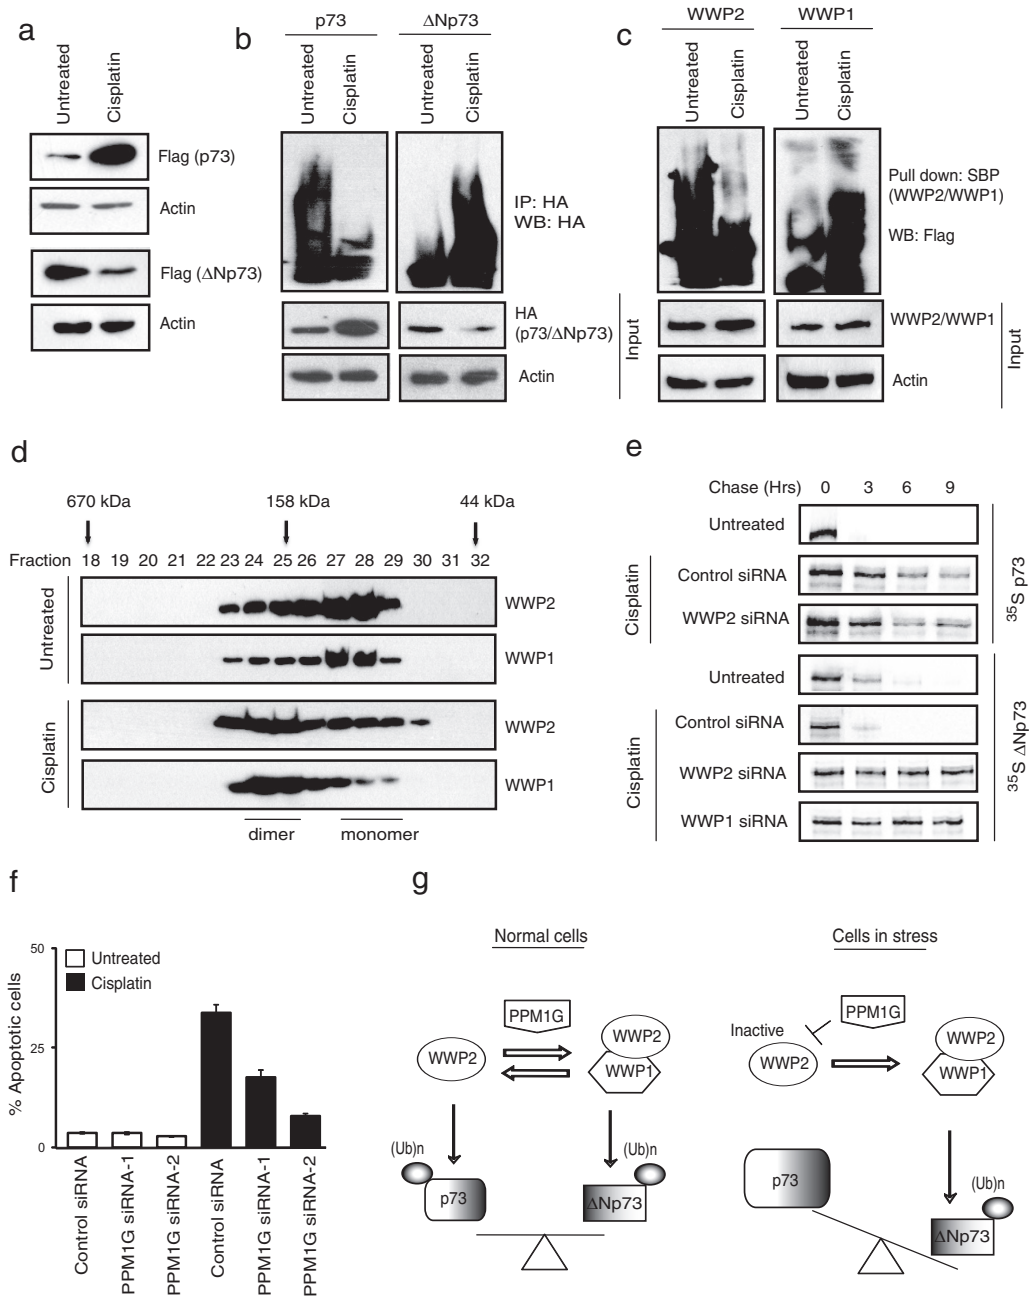 a
Untreated
Cisplatin
Flag (p73)
Actin
Flag (ΔNp73)
Actin
b
p73
ΔNp73
Untreated
Cisplatin
Untreated
Cisplatin
IP: HA
WB: HA
HA
(p73/ΔNp73)
Actin
Input
c
WWP2
WWP1
Untreated
Cisplatin
Untreated
Cisplatin
Pull down: SBP
(WWP2/WWP1)
WB: Flag
WWP2/WWP1
Actin
Input
d
670 kDa
158 kDa
44 kDa
Fraction 18 19 20 21 22 23 24 25 26 27 28 29 30 31 32
Untreated
WWP2
WWP1
Cisplatin
WWP2
WWP1
dimer
monomer
e
Chase (Hrs) 0 3 6 9
Untreated
Cisplatin
Control siRNA
WWP2 siRNA
35S p73
Untreated
Cisplatin
Control siRNA
WWP2 siRNA
WWP1 siRNA
35S ΔNp73
f
% Apoptotic cells
50
25
0
Untreated
Cisplatin
Control siRNA
PPM1G siRNA-1
PPM1G siRNA-2
Control siRNA
PPM1G siRNA-1
PPM1G siRNA-2
g
Normal cells
PPM1G
WWP2
WWP2
WWP1
(Ub)n
p73
(Ub)n
ΔNp73
Cells in stress
PPM1G
Inactive
WWP2
WWP2
WWP1
p73
(Ub)n
ΔNp73